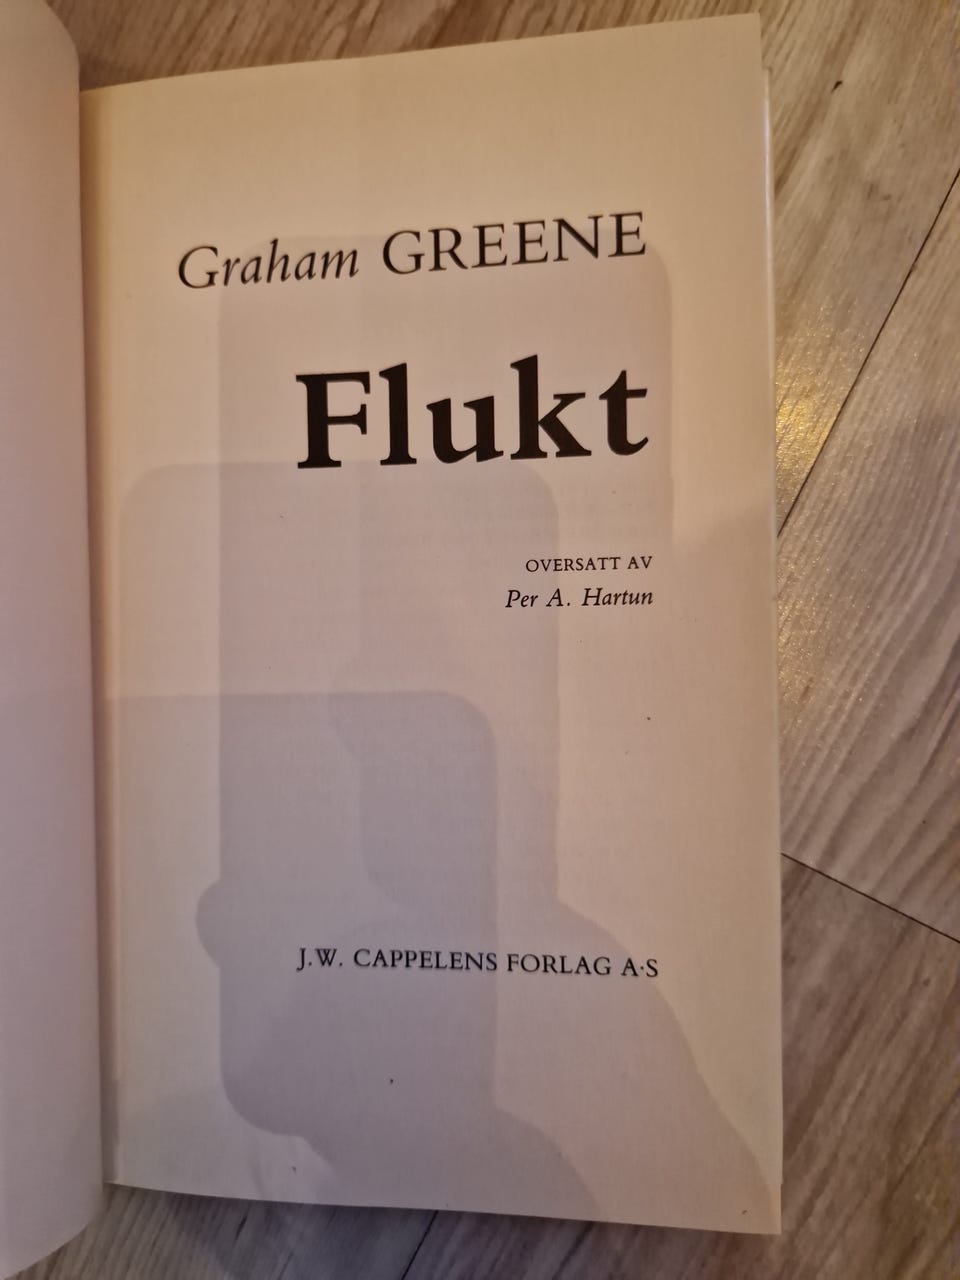 Graham GREENE
Flukt
OVERSATT AV
Per A. Hartun
J.W. CAPPELENS FORLAG A·S